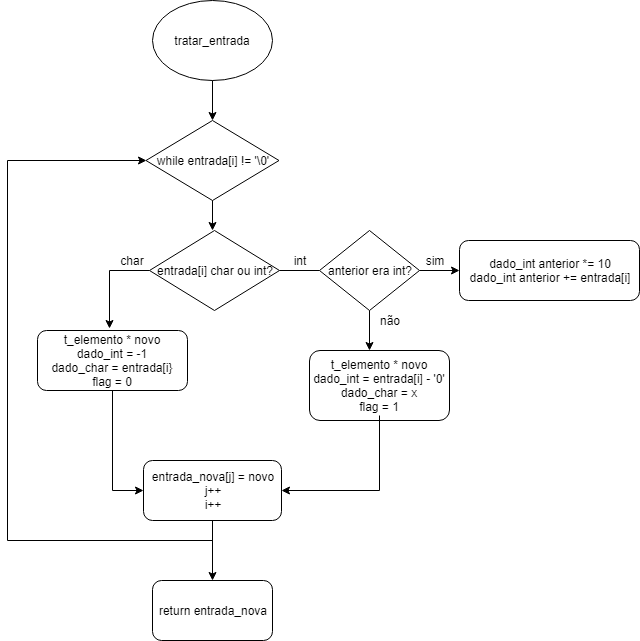 tratar_entrada
while entrada[i] != '\0'
entrada[i] char ou int?
char
int
anterior era int?
sim
não
dado_int anterior *= 10
dado_int anterior += entrada[i]
t_elemento * novo
dado_int = -1
dado_char = entrada[i}
flag = 0
t_elemento * novo
dado_int = entrada[i] - '0'
dado_char = x
flag = 1
entrada_nova[j] = novo
j++
i++
return entrada_nova